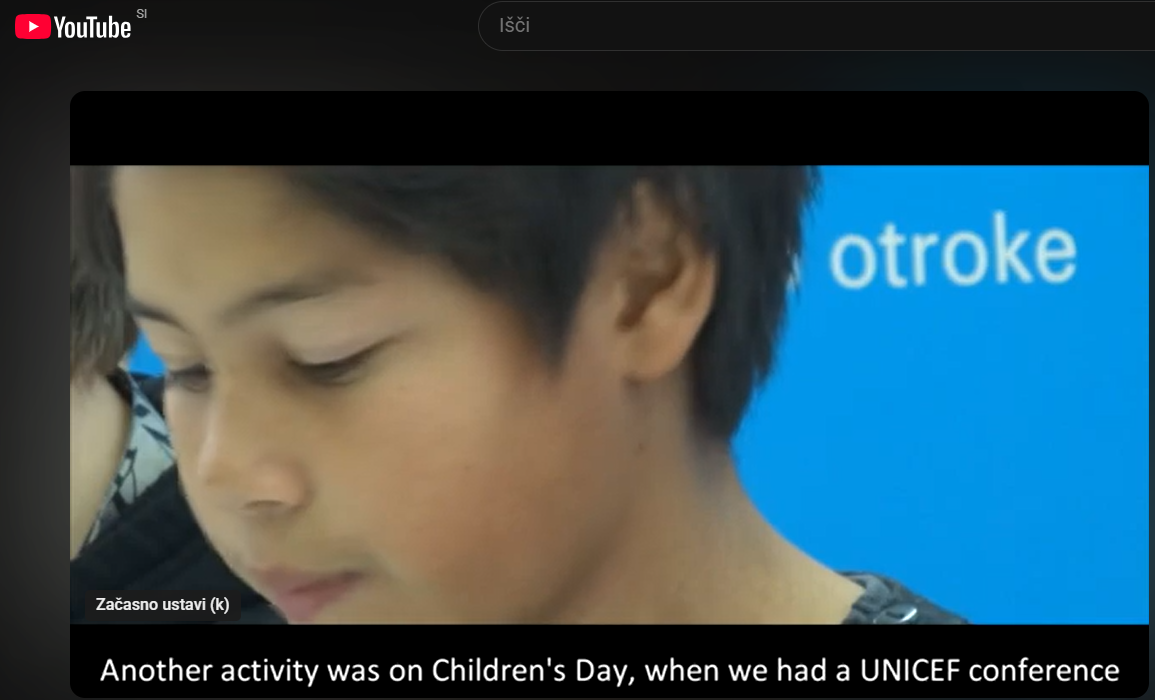 YouTube SI
Išči
otroke
Začasno ustavi (k)
Another activity was on Children's Day, when we had a UNICEF conference